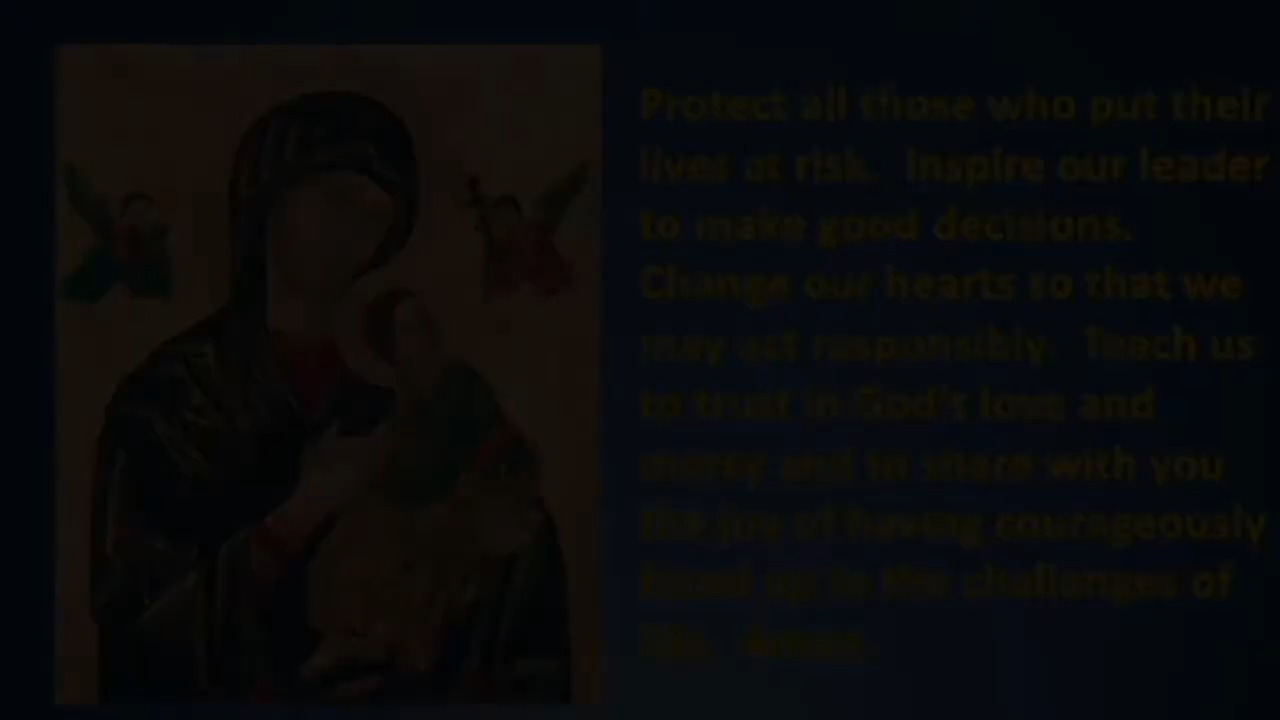 Protect all those who put their
lives at risk. Inspire our leader
to make good decisions.
Change our hearts so that we
may act responsibly. Teach us
to trust in God's love and
mercy and to share with you
the joy of having courageously
faced up to the challenges of
life. Amen.